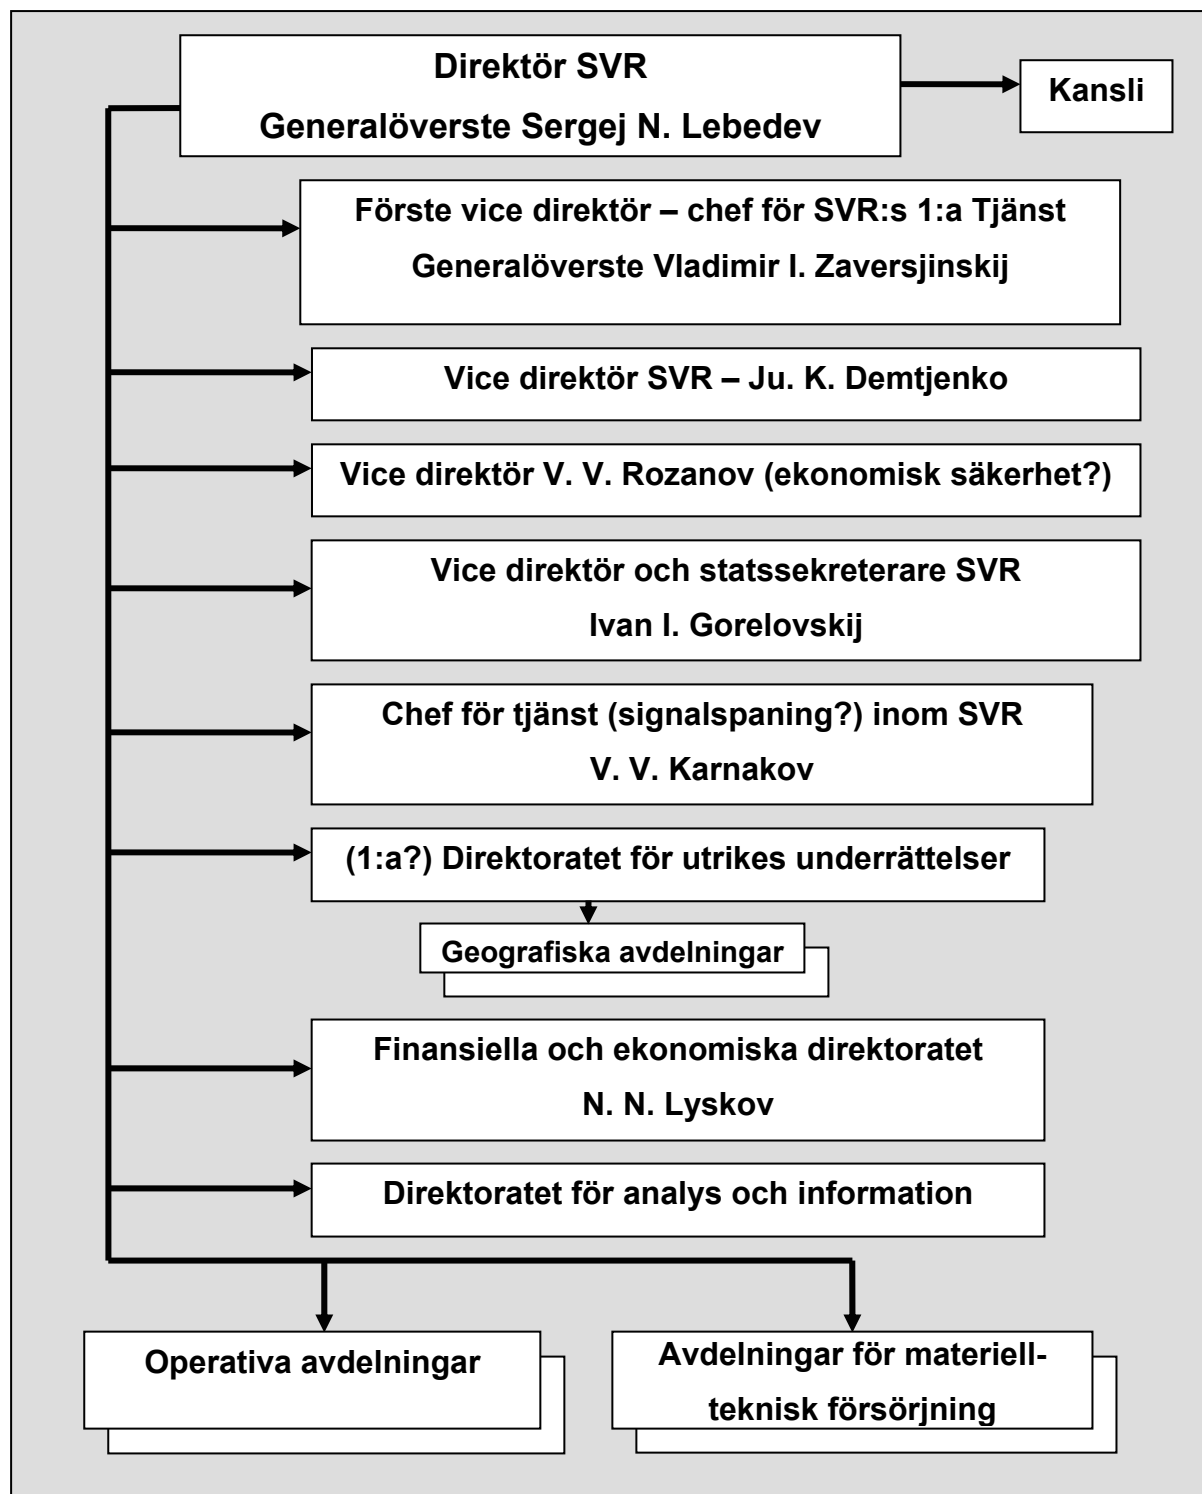 Direktör SVR
Generalöverste Sergej N. Lebedev
Kansli
Förste vice direktör – chef för SVR:s 1:a Tjänst
Generalöverste Vladimir I. Zaversjinskij
Vice direktör SVR – Ju. K. Demtjenko
Vice direktör V. V. Rozanov (ekonomisk säkerhet?)
Vice direktör och statssekreterare SVR
Ivan I. Gorelovskij
Chef för tjänst (signalspaning?) inom SVR
V. V. Karnakov
(1:a?) Direktoratet för utrikes underrättelser
Geografiska avdelningar
Finansiella och ekonomiska direktoratet
N. N. Lyskov
Direktoratet för analys och information
Operativa avdelningar
Avdelningar för materiell-
teknisk försörjning